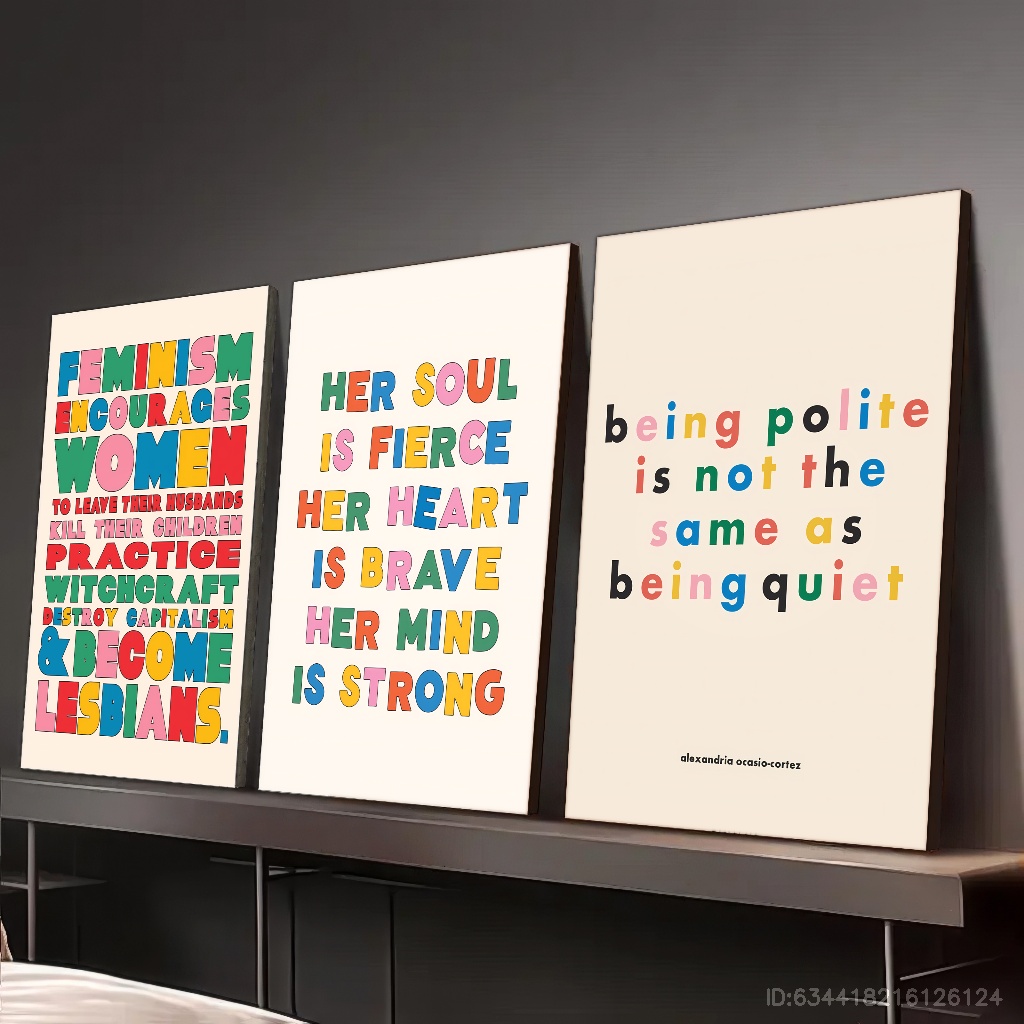 FEMINISM
ENCOURAGES
WOMEN
TO LEAVE THEIR HUSBANDS
KILL THEIR CHILDREN
PRACTICE
WITCHCRAFT
DESTROY CAPITALISM
& BECOME
LESBIANS.
HER SOUL
IS FIERCE
HER HEART
IS BRAVE
HER MIND
IS STRONG
being polite
is not the
same as
being quiet
alexandria ocasio-cortez
ID:634418216126124